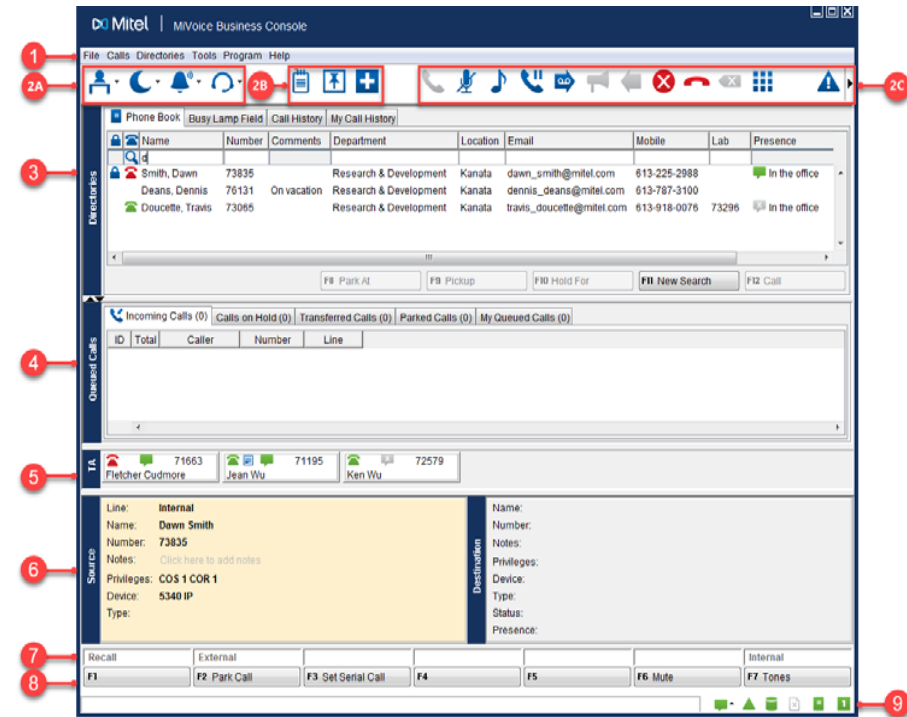 Mitel | MiVoice Business Console
1 File Calls Directories Tools Program Help
2A 2B 2C
Phone Book Busy Lamp Field Call History My Call History
Name Number Comments Department Location Email Mobile Lab Presence
d
3 Smith, Dawn 73835 Research & Development Kanata dawn_smith@mitel.com 613-225-2988 In the office
Deans, Dennis 76131 On vacation Research & Development Kanata dennis_deans@mitel.com 613-787-3100
Doucette, Travis 73065 Research & Development Kanata travis_doucette@mitel.com 613-918-0076 73296 In the office
Directories
F8 Park At F9 Pickup F10 Hold For F11 New Search F12 Call
Incoming Calls (0) Calls on Hold (0) Transferred Calls (0) Parked Calls (0) My Queued Calls (0)
ID Total Caller Number Line
4 Queued Calls
5 TA
71663 71195 72579
Fletcher Cudmore Jean Wu Ken Wu
6 Source
Line: Internal
Name: Dawn Smith
Number: 73835
Notes: Click here to add notes
Privileges: COS 1 COR 1
Device: 5340 IP
Type:
Destination
Name:
Number:
Notes:
Privileges:
Device:
Type:
Status:
Presence:
7 Recall External Internal
8 F1 F2 Park Call F3 Set Serial Call F4 F5 F6 Mute F7 Tones
1 9